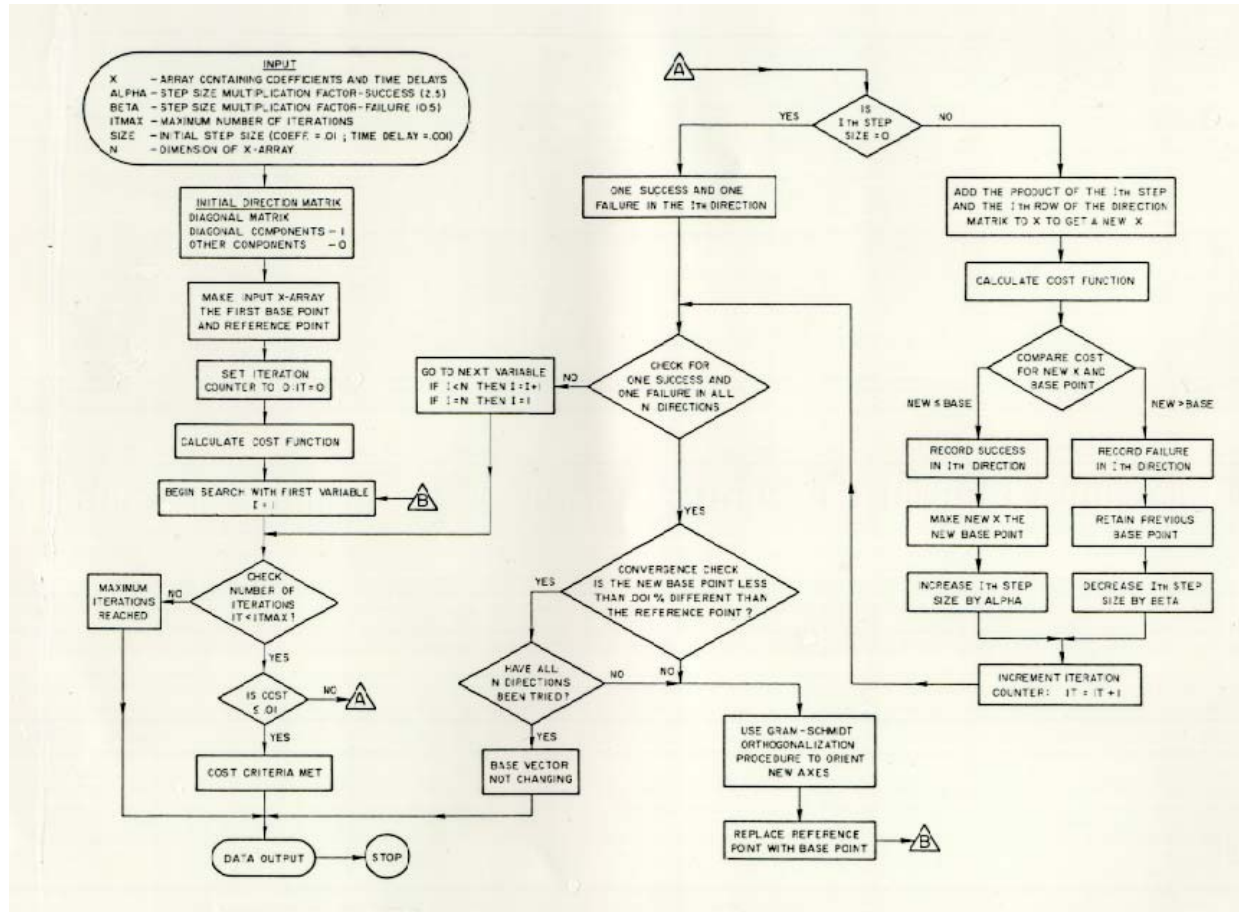 INPUT
X – ARRAY CONTAINING COEFFICIENTS AND TIME DELAYS
ALPHA – STEP SIZE MULTIPLICATION FACTOR-SUCCESS (2.5)
BETA – STEP SIZE MULTIPLICATION FACTOR-FAILURE (0.5)
ITMAX – MAXIMUM NUMBER OF ITERATIONS
SIZE – INITIAL STEP SIZE (COEFF. = .01 ; TIME DELAY = .001)
N – DIMENSION OF X-ARRAY
INITIAL DIRECTION MATRIX
DIAGONAL MATRIX
DIAGONAL COMPONENTS – 1
OTHER COMPONENTS – 0
MAKE INPUT X-ARRAY
THE FIRST BASE POINT
AND REFERENCE POINT
SET ITERATION
COUNTER TO 0:IT=0
CALCULATE COST FUNCTION
BEGIN SEARCH WITH FIRST VARIABLE
I = 1
B
CHECK
NUMBER OF
ITERATIONS
IT < ITMAX?
NO
MAXIMUM
ITERATIONS
REACHED
YES
IS COST
≤ .01
NO
A
YES
COST CRITERIA MET
DATA OUTPUT
STOP
A
IS
ITH STEP
SIZE = 0
YES
NO
ONE SUCCESS AND ONE
FAILURE IN THE ITH DIRECTION
CHECK FOR
ONE SUCCESS AND
ONE FAILURE IN ALL
N DIRECTIONS
NO
GO TO NEXT VARIABLE
IF I<N THEN I=I+1
IF I=N THEN I=1
YES
CONVERGENCE CHECK
IS THE NEW BASE POINT LESS
THAN .001% DIFFERENT THAN
THE REFERENCE POINT?
YES
NO
HAVE ALL
N DIRECTIONS
BEEN TRIED?
NO
YES
BASE VECTOR
NOT CHANGING
USE GRAM-SCHMIDT
ORTHOGONALIZATION
PROCEDURE TO ORIENT
NEW AXES
REPLACE REFERENCE
POINT WITH BASE POINT
B
ADD THE PRODUCT OF THE ITH STEP
AND THE ITH ROW OF THE DIRECTION
MATRIX TO X TO GET A NEW X
CALCULATE COST FUNCTION
COMPARE COST
FOR NEW X AND
BASE POINT
NEW ≤ BASE
NEW > BASE
RECORD SUCCESS
IN ITH DIRECTION
MAKE NEW X THE
NEW BASE POINT
INCREASE ITH STEP
SIZE BY ALPHA
RECORD FAILURE
IN ITH DIRECTION
RETAIN PREVIOUS
BASE POINT
DECREASE ITH STEP
SIZE BY BETA
INCREMENT ITERATION
COUNTER: IT = IT + 1